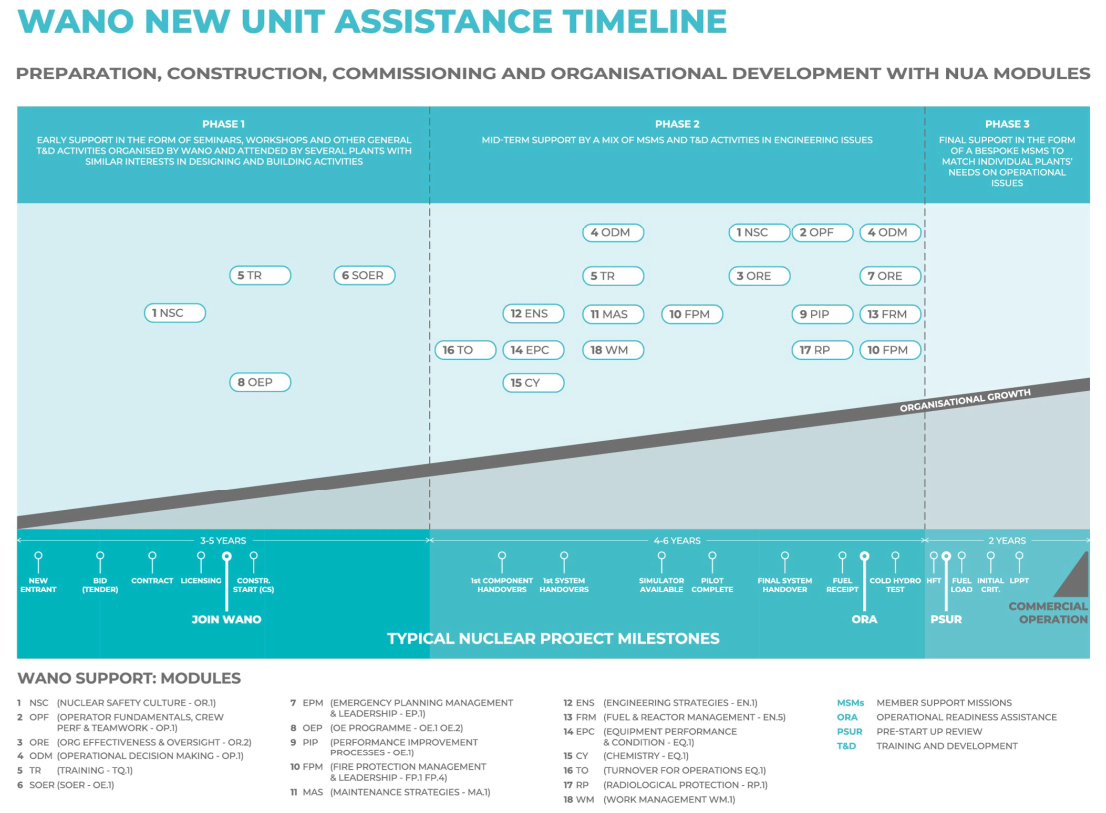 WANO NEW UNIT ASSISTANCE TIMELINE
PREPARATION, CONSTRUCTION, COMMISSIONING AND ORGANISATIONAL DEVELOPMENT WITH NUA MODULES
PHASE 1
EARLY SUPPORT IN THE FORM OF SEMINARS, WORKSHOPS AND OTHER GENERAL
T&D ACTIVITIES ORGANISED BY WANO AND ATTENDED BY SEVERAL PLANTS WITH
SIMILAR INTERESTS IN DESIGNING AND BUILDING ACTIVITIES
PHASE 2
MID-TERM SUPPORT BY A MIX OF MSMS AND T&D ACTIVITIES IN ENGINEERING ISSUES
PHASE 3
FINAL SUPPORT IN THE FORM
OF A BESPOKE MSMS TO
MATCH INDIVIDUAL PLANTS'
NEEDS ON OPERATIONAL
ISSUES
4 ODM
1 NSC
2 OPF
4 ODM
5 TR
6 SOER
5 TR
3 ORE
7 ORE
1 NSC
12 ENS
11 MAS
10 FPM
9 PIP
13 FRM
16 TO
14 EPC
18 WM
17 RP
10 FPM
8 OEP
15 CY
ORGANISATIONAL GROWTH
3-5 YEARS
4-6 YEARS
2 YEARS
NEW
ENTRANT
BID
(TENDER)
CONTRACT
LICENSING
CONSTR.
START (CS)
1st COMPONENT
HANDOVERS
1st SYSTEM
HANDOVERS
SIMULATOR
AVAILABLE
PILOT
COMPLETE
FINAL SYSTEM
HANDOVER
FUEL
RECEIPT
COLD HYDRO
TEST
HFT
FUEL
LOAD
INITIAL
CRIT.
LPPT
JOIN WANO
ORA
PSUR
COMMERCIAL
OPERATION
TYPICAL NUCLEAR PROJECT MILESTONES
WANO SUPPORT: MODULES
1 NSC (NUCLEAR SAFETY CULTURE - OR.1)
2 OPF (OPERATOR FUNDAMENTALS, CREW
PERF & TEAMWORK - OP.1)
3 ORE (ORG EFFECTIVENESS & OVERSIGHT - OR.2)
4 ODM (OPERATIONAL DECISION MAKING - OP.1)
5 TR (TRAINING - TQ.1)
6 SOER (SOER - OE.1)
7 EPM (EMERGENCY PLANNING MANAGEMENT
& LEADERSHIP - EP.1)
8 OEP (OE PROGRAMME - OE.1 OE.2)
9 PIP (PERFORMANCE IMPROVEMENT
PROCESSES - OE.1)
10 FPM (FIRE PROTECTION MANAGEMENT
& LEADERSHIP - FP.1 FP.4)
11 MAS (MAINTENANCE STRATEGIES - MA.1)
12 ENS (ENGINEERING STRATEGIES - EN.1)
13 FRM (FUEL & REACTOR MANAGEMENT - EN.5)
14 EPC (EQUIPMENT PERFORMANCE
& CONDITION - EQ.1)
15 CY (CHEMISTRY - EQ.1)
16 TO (TURNOVER FOR OPERATIONS EQ.1)
17 RP (RADIOLOGICAL PROTECTION - RP.1)
18 WM (WORK MANAGEMENT WM.1)
MSMs MEMBER SUPPORT MISSIONS
ORA OPERATIONAL READINESS ASSISTANCE
PSUR PRE-START UP REVIEW
T&D TRAINING AND DEVELOPMENT